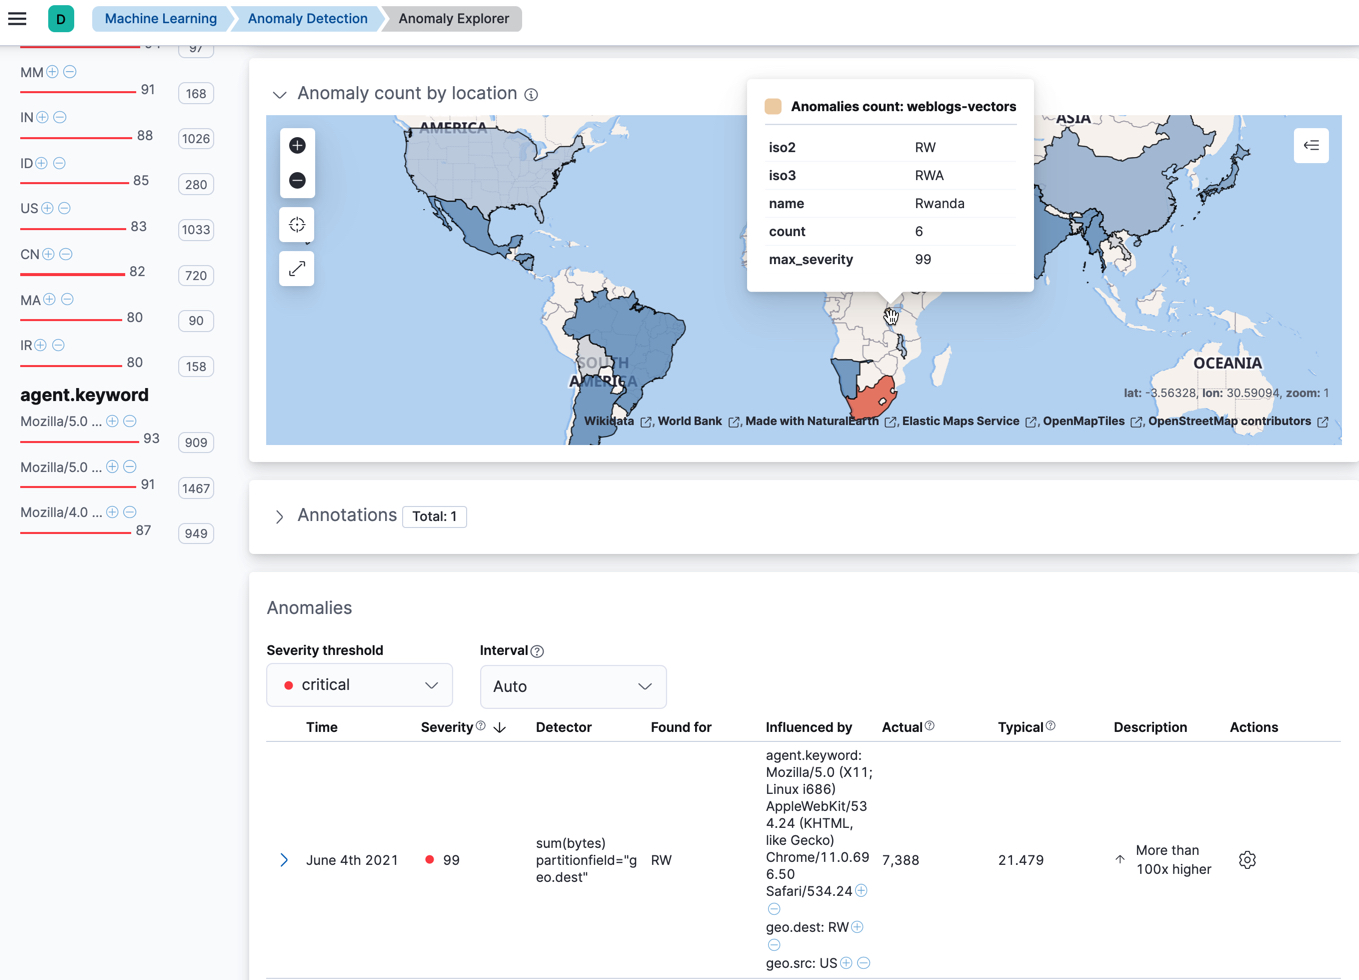 D
Machine Learning
Anomaly Detection
Anomaly Explorer
97
MM
91
168
IN
88
1026
ID
85
280
US
83
1033
CN
82
720
MA
80
90
IR
80
158
agent.keyword
Mozilla/5.0 ...
93
909
Mozilla/5.0 ...
91
1467
Mozilla/4.0 ...
87
949
Anomaly count by location
AMERICA
ASIA
SOUTH
AMERICA
OCEANIA
Anomalies count: weblogs-vectors
iso2 RW
iso3 RWA
name Rwanda
count 6
max_severity 99
lat: -3.56328, lon: 30.59094, zoom: 1
Wikidata , World Bank , Made with NaturalEarth , Elastic Maps Service , OpenMapTiles , OpenStreetMap contributors
Annotations Total: 1
Anomalies
Severity threshold
critical
Interval
Auto
Time Severity Detector Found for Influenced by Actual Typical Description Actions
June 4th 2021
99
sum(bytes)
partitionfield="g
eo.dest"
RW
agent.keyword:
Mozilla/5.0 (X11;
Linux i686)
AppleWebKit/53
4.24 (KHTML,
like Gecko)
Chrome/11.0.69
6.50
Safari/534.24
geo.dest: RW
geo.src: US
7,388
21.479
More than
100x higher